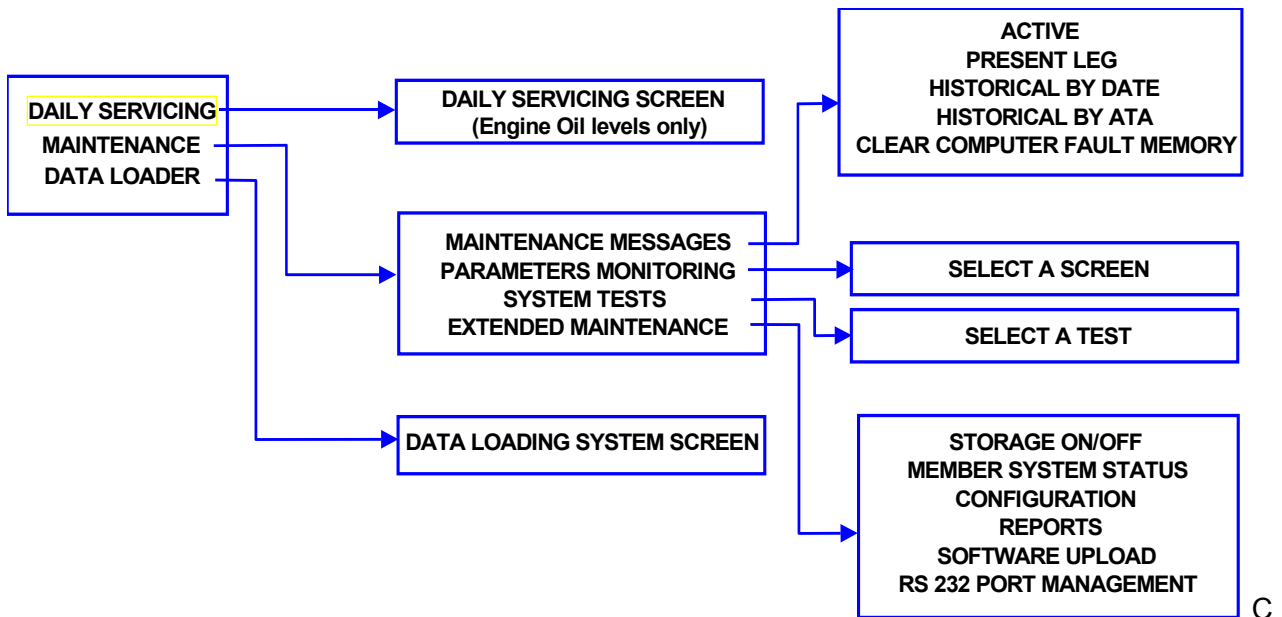 DAILY SERVICING
MAINTENANCE
DATA LOADER
DAILY SERVICING SCREEN
(Engine Oil levels only)
MAINTENANCE MESSAGES
PARAMETERS MONITORING
SYSTEM TESTS
EXTENDED MAINTENANCE
DATA LOADING SYSTEM SCREEN
ACTIVE
PRESENT LEG
HISTORICAL BY DATE
HISTORICAL BY ATA
CLEAR COMPUTER FAULT MEMORY
SELECT A SCREEN
SELECT A TEST
STORAGE ON/OFF
MEMBER SYSTEM STATUS
CONFIGURATION
REPORTS
SOFTWARE UPLOAD
RS 232 PORT MANAGEMENT
C